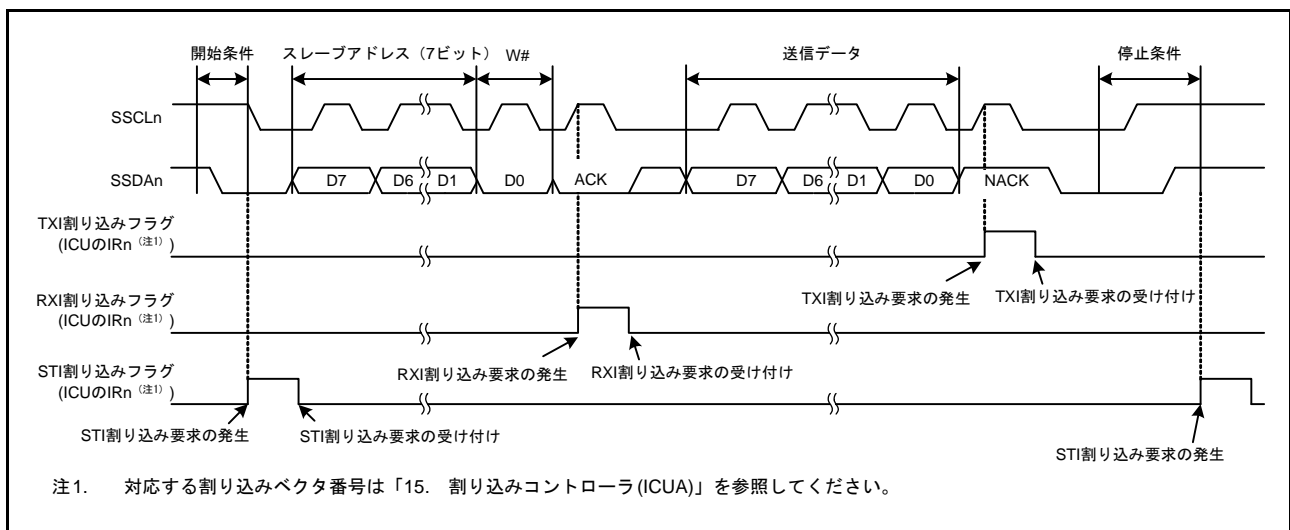 開始条件 スレーブアドレス（7ビット） W# 送信データ 停止条件
SSCLn
SSDAn D7 D6 D1 D0 ACK D7 D6 D1 D0 NACK
TXI割り込みフラグ
(ICUのIRn（注1）)
TXI割り込み要求の発生 TXI割り込み要求の受け付け
RXI割り込みフラグ
(ICUのIRn（注1）)
RXI割り込み要求の発生 RXI割り込み要求の受け付け
STI割り込みフラグ
(ICUのIRn（注1）)
STI割り込み要求の発生 STI割り込み要求の受け付け
STI割り込み要求の発生
注1. 対応する割り込みベクタ番号は「15. 割り込みコントローラ(ICUA)」を参照してください。